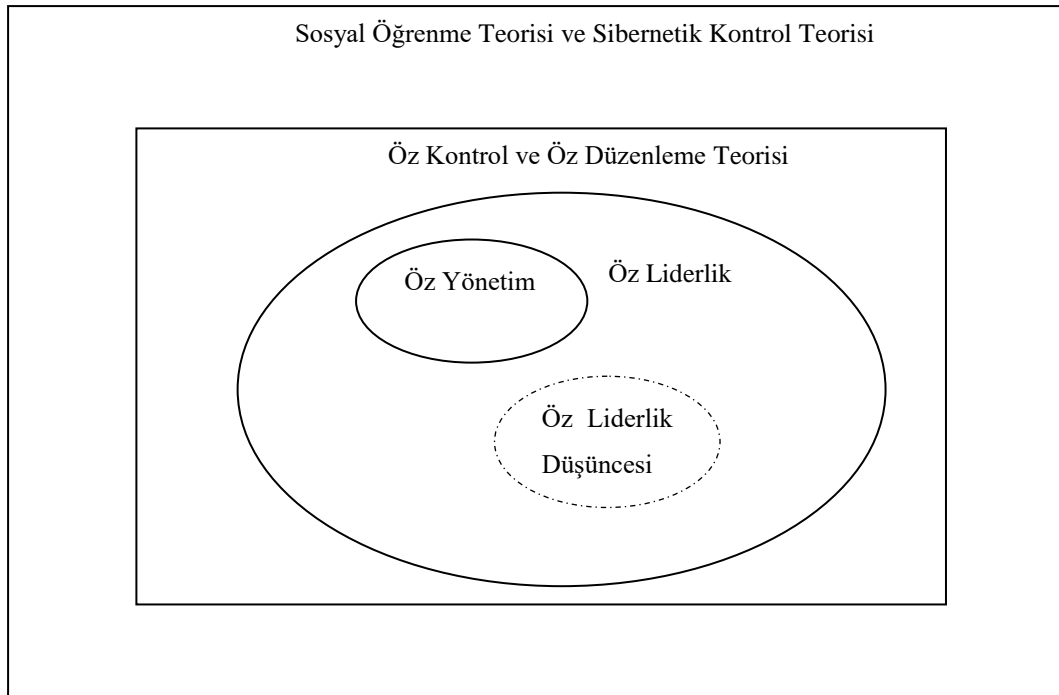 Sosyal Öğrenme Teorisi ve Sibernetik Kontrol Teorisi
Öz Kontrol ve Öz Düzenleme Teorisi
Öz Yönetim
Öz Liderlik
Öz Liderlik
Düşüncesi